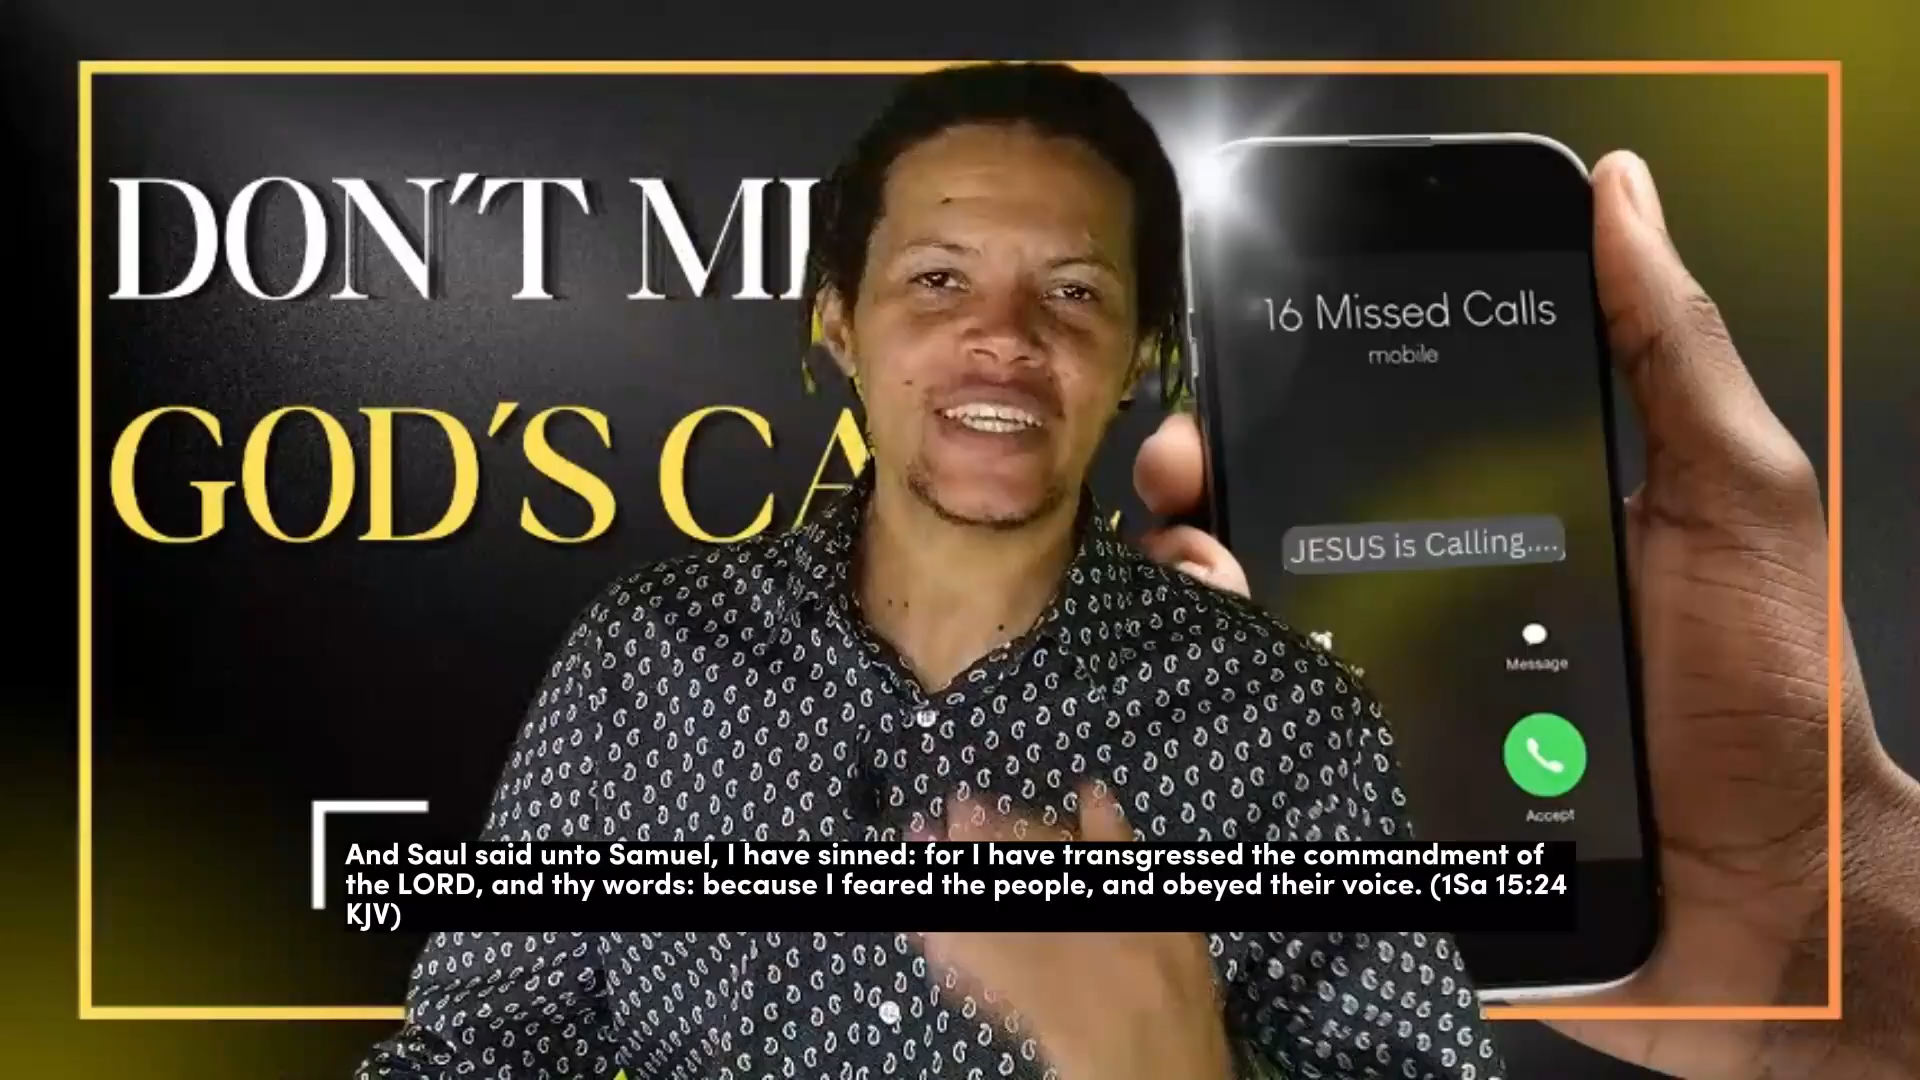 DON'T MI
GOD'S CA
16 Missed Calls
mobile
JESUS is Calling....
Message
Accept
And Saul said unto Samuel, I have sinned: for I have transgressed the commandment of
the LORD, and thy words: because I feared the people, and obeyed their voice. (1Sa 15:24
KJV)